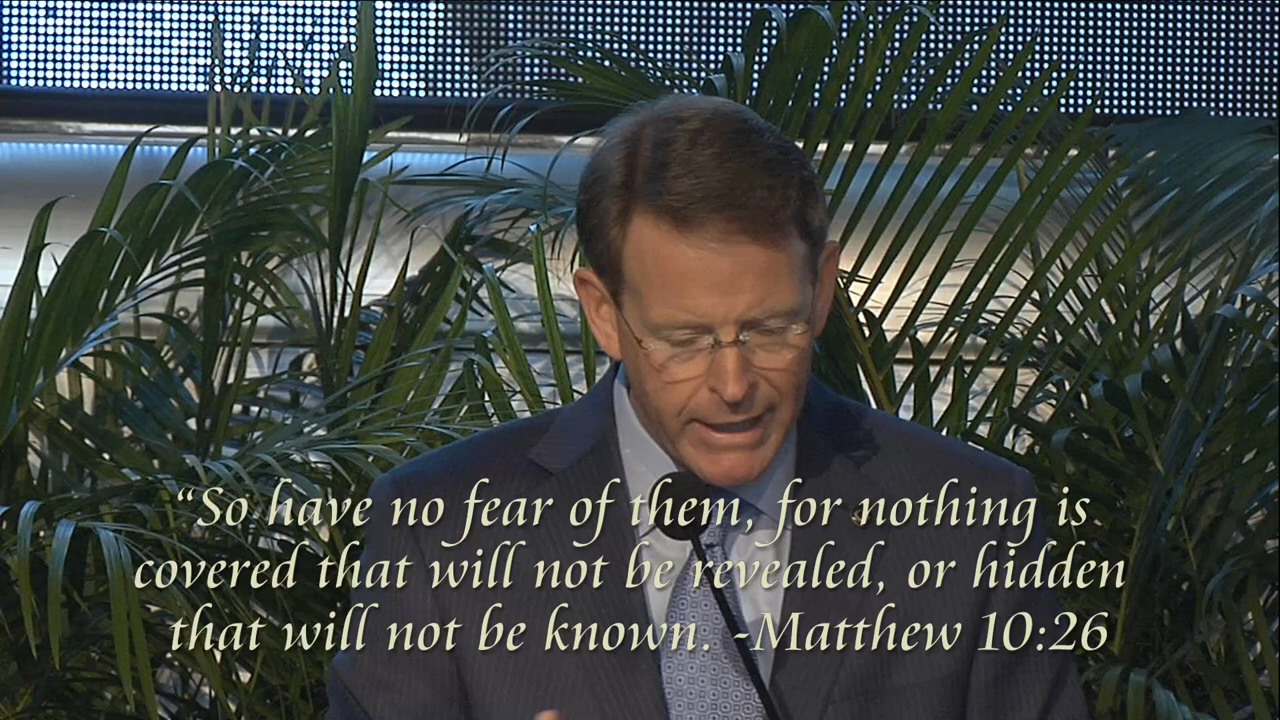 “So have no fear of them, for nothing is
covered that will not be revealed, or hidden
that will not be known. -Matthew 10:26